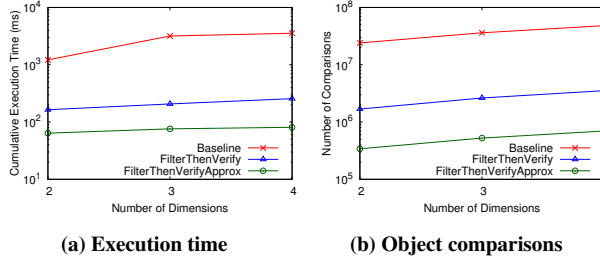 Cumulative Execution Time (ms)
10^4
10^3
10^2
10^1
2
3
4
Number of Dimensions
Baseline
FilterThenVerify
FilterThenVerifyApprox
(a) Execution time
Number of Comparisons
10^8
10^7
10^6
10^5
2
3
Number of Dimensions
Baseline
FilterThenVerify
FilterThenVerifyApprox
(b) Object comparisons